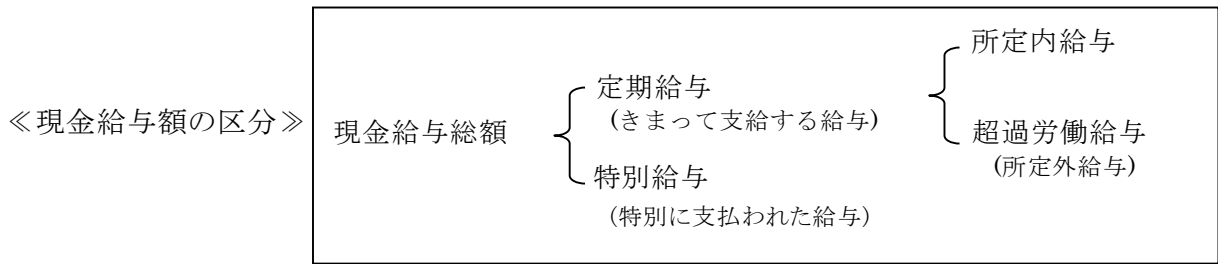 ≪現金給与額の区分≫
現金給与総額
定期給与
(きまって支給する給与)
特別給与
（特別に支払われた給与）
所定内給与
超過労働給与
(所定外給与)